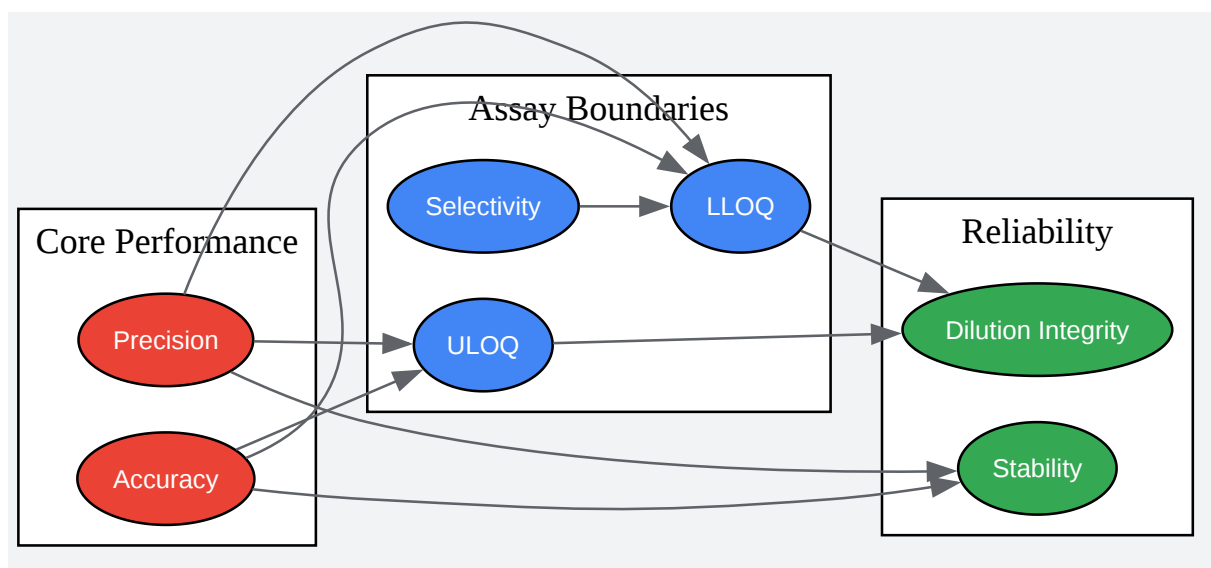 Core Performance
Precision
Accuracy
Assay Boundaries
Selectivity
LLOQ
ULOQ
Reliability
Dilution Integrity
Stability